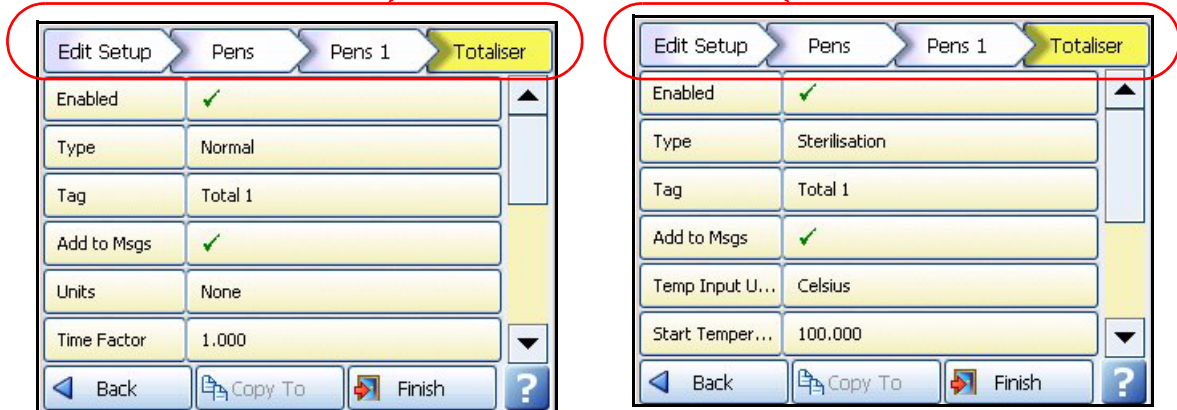 Edit Setup Pens Pens 1 Totaliser
Enabled ✓
Type Normal
Tag Total 1
Add to Msgs ✓
Units None
Time Factor 1.000
Back Copy To Finish ?
Edit Setup Pens Pens 1 Totaliser
Enabled ✓
Type Sterilisation
Tag Total 1
Add to Msgs ✓
Temp Input U... Celsius
Start Temper... 100.000
Back Copy To Finish ?